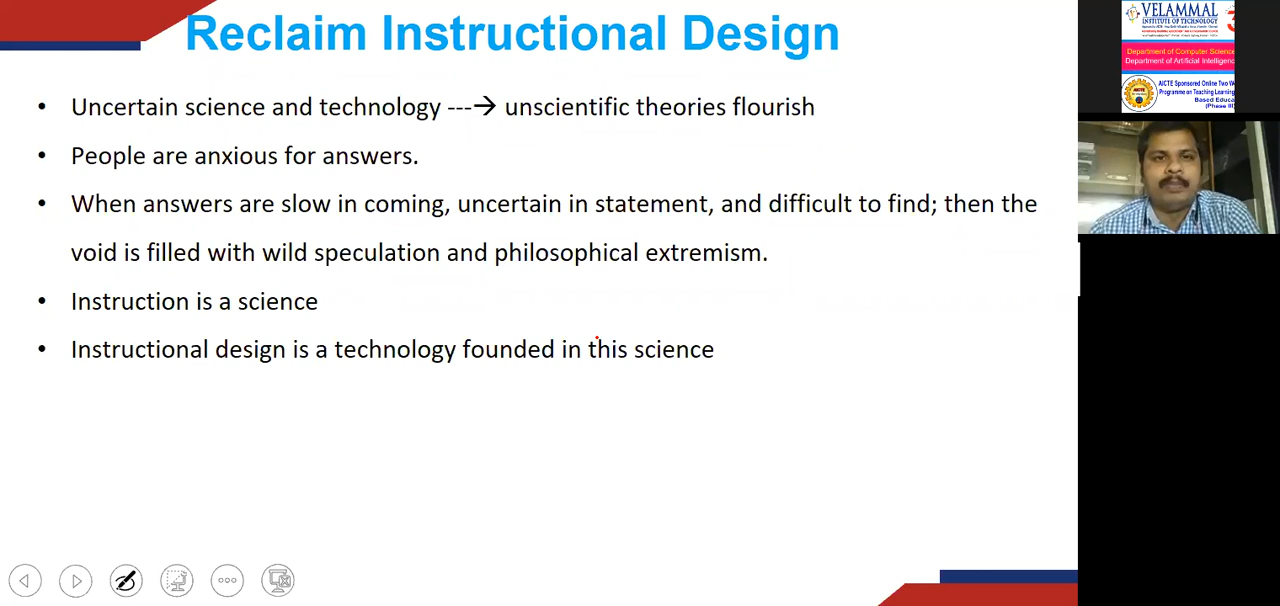 Reclaim Instructional Design
• Uncertain science and technology ---→ unscientific theories flourish
• People are anxious for answers.
• When answers are slow in coming, uncertain in statement, and difficult to find; then the
void is filled with wild speculation and philosophical extremism.
• Instruction is a science
• Instructional design is a technology founded in this science
VELAMMAL
INSTITUTE OF TECHNOLOGY
Department of Computer Science
Department of Artificial Intelligenc
AICTE Sponsored Online Two W
Programme on Teaching Learning
Based Educa
(Phase III)